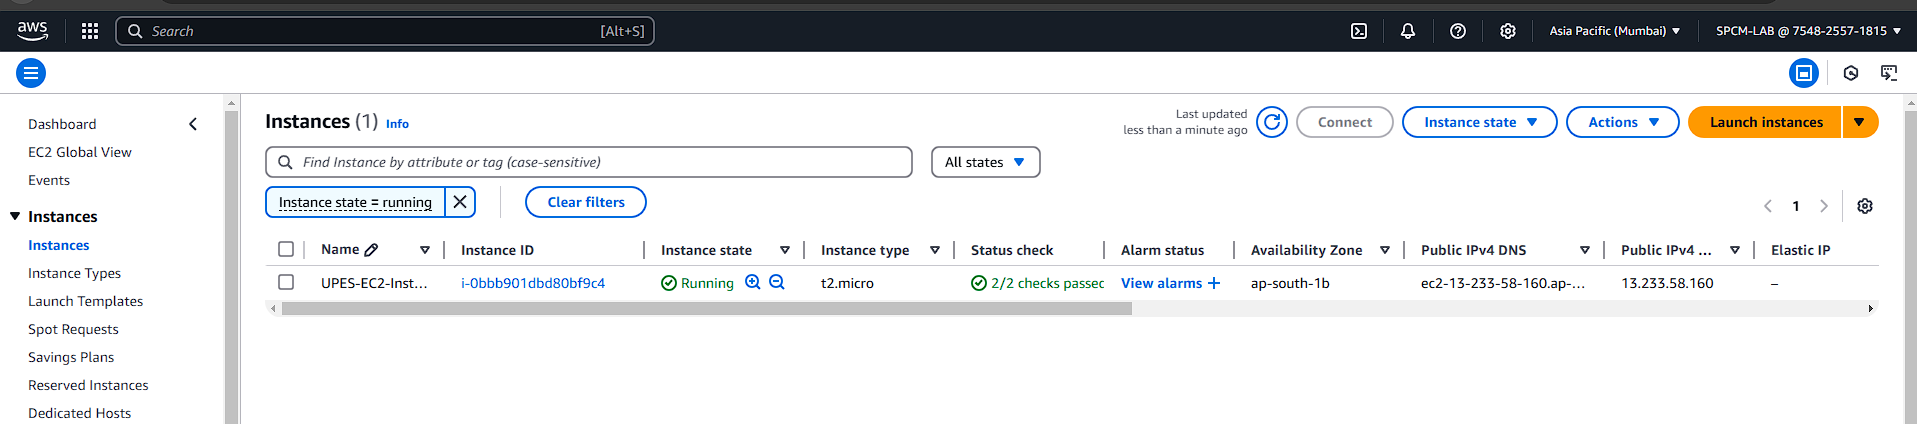 aws Search [Alt+S] Asia Pacific (Mumbai) SPCM-LAB @ 7548-2557-1815
Dashboard
EC2 Global View
Events
Instances
Instances
Instance Types
Launch Templates
Spot Requests
Savings Plans
Reserved Instances
Dedicated Hosts
Instances (1) Info
Last updated
less than a minute ago
Connect Instance state Actions Launch instances
Find Instance by attribute or tag (case-sensitive) All states
Instance state = running Clear filters
1
Name Instance ID Instance state Instance type Status check Alarm status Availability Zone Public IPv4 DNS Public IPv4 ... Elastic IP
UPES-EC2-Inst... i-0bbb901dbd80bf9c4 Running t2.micro 2/2 checks passed View alarms + ap-south-1b ec2-13-233-58-160.ap-... 13.233.58.160 –